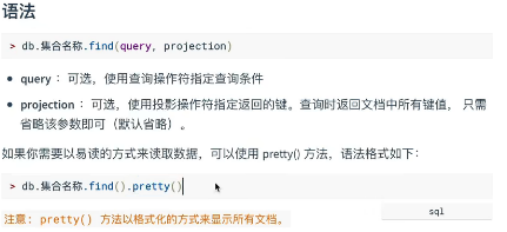 语法
> db.集合名称.find(query, projection)
• query ：可选，使用查询操作符指定查询条件
• projection ：可选，使用投影操作符指定返回的键。查询时返回文档中所有键值， 只需
省略该参数即可（默认省略）。
如果你需要以易读的方式来读取数据，可以使用 pretty() 方法，语法格式如下：
> db.集合名称.find().pretty()
sql
注意: pretty() 方法以格式化的方式来显示所有文档。